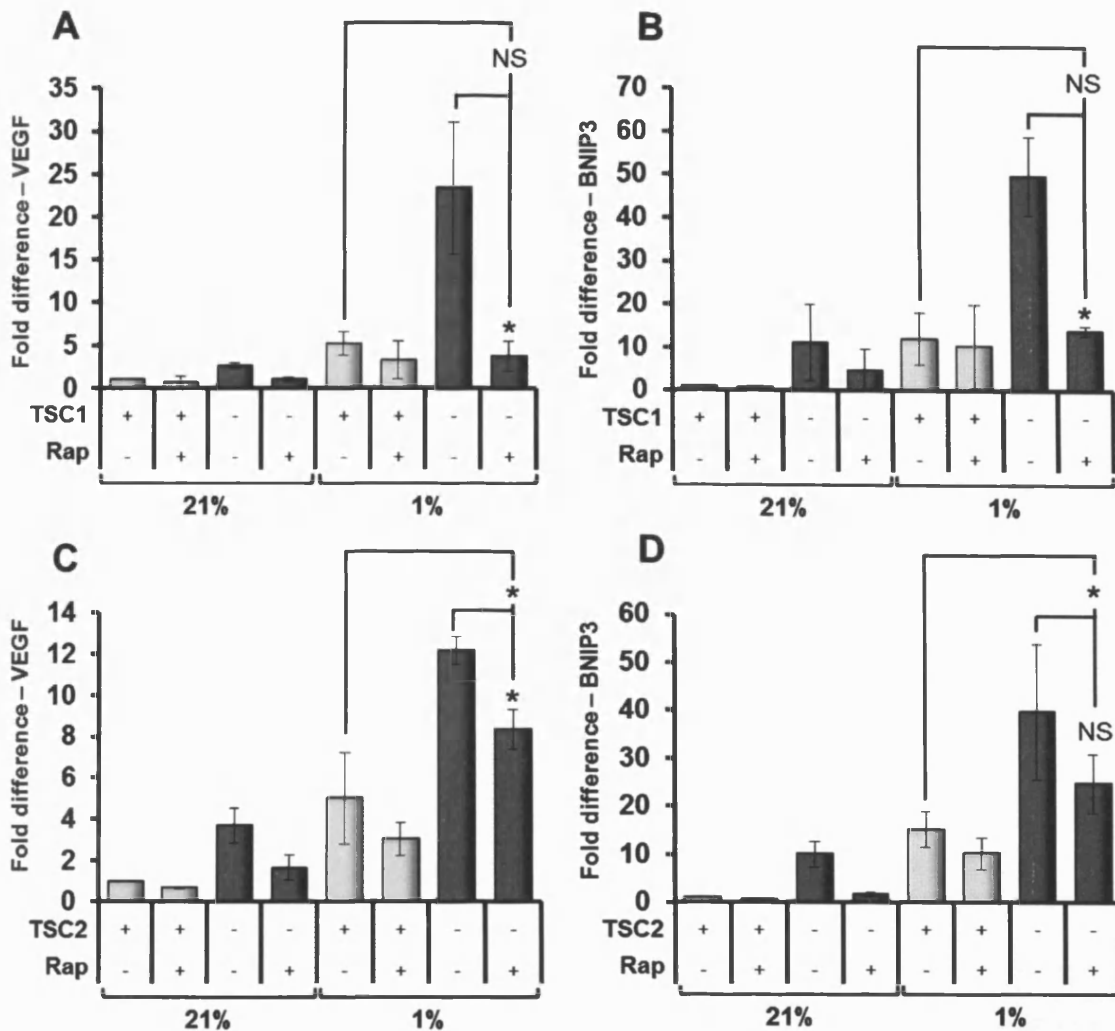 A
NS
Fold difference – VEGF
35
30
25
20
15
10
5
0
*
TSC1 + + - - + + - -
Rap - + - + - + - +
21% 1%
B
NS
Fold difference – BNIP3
70
60
50
40
30
20
10
0
*
TSC1 + + - - + + - -
Rap - + - + - + - +
21% 1%
C
*
Fold difference – VEGF
14
12
10
8
6
4
2
0
*
TSC2 + + - - + + - -
Rap - + - + - + - +
21% 1%
D
*
Fold difference – BNIP3
60
50
40
30
20
10
0
NS
TSC2 + + - - + + - -
Rap - + - + - + - +
21% 1%